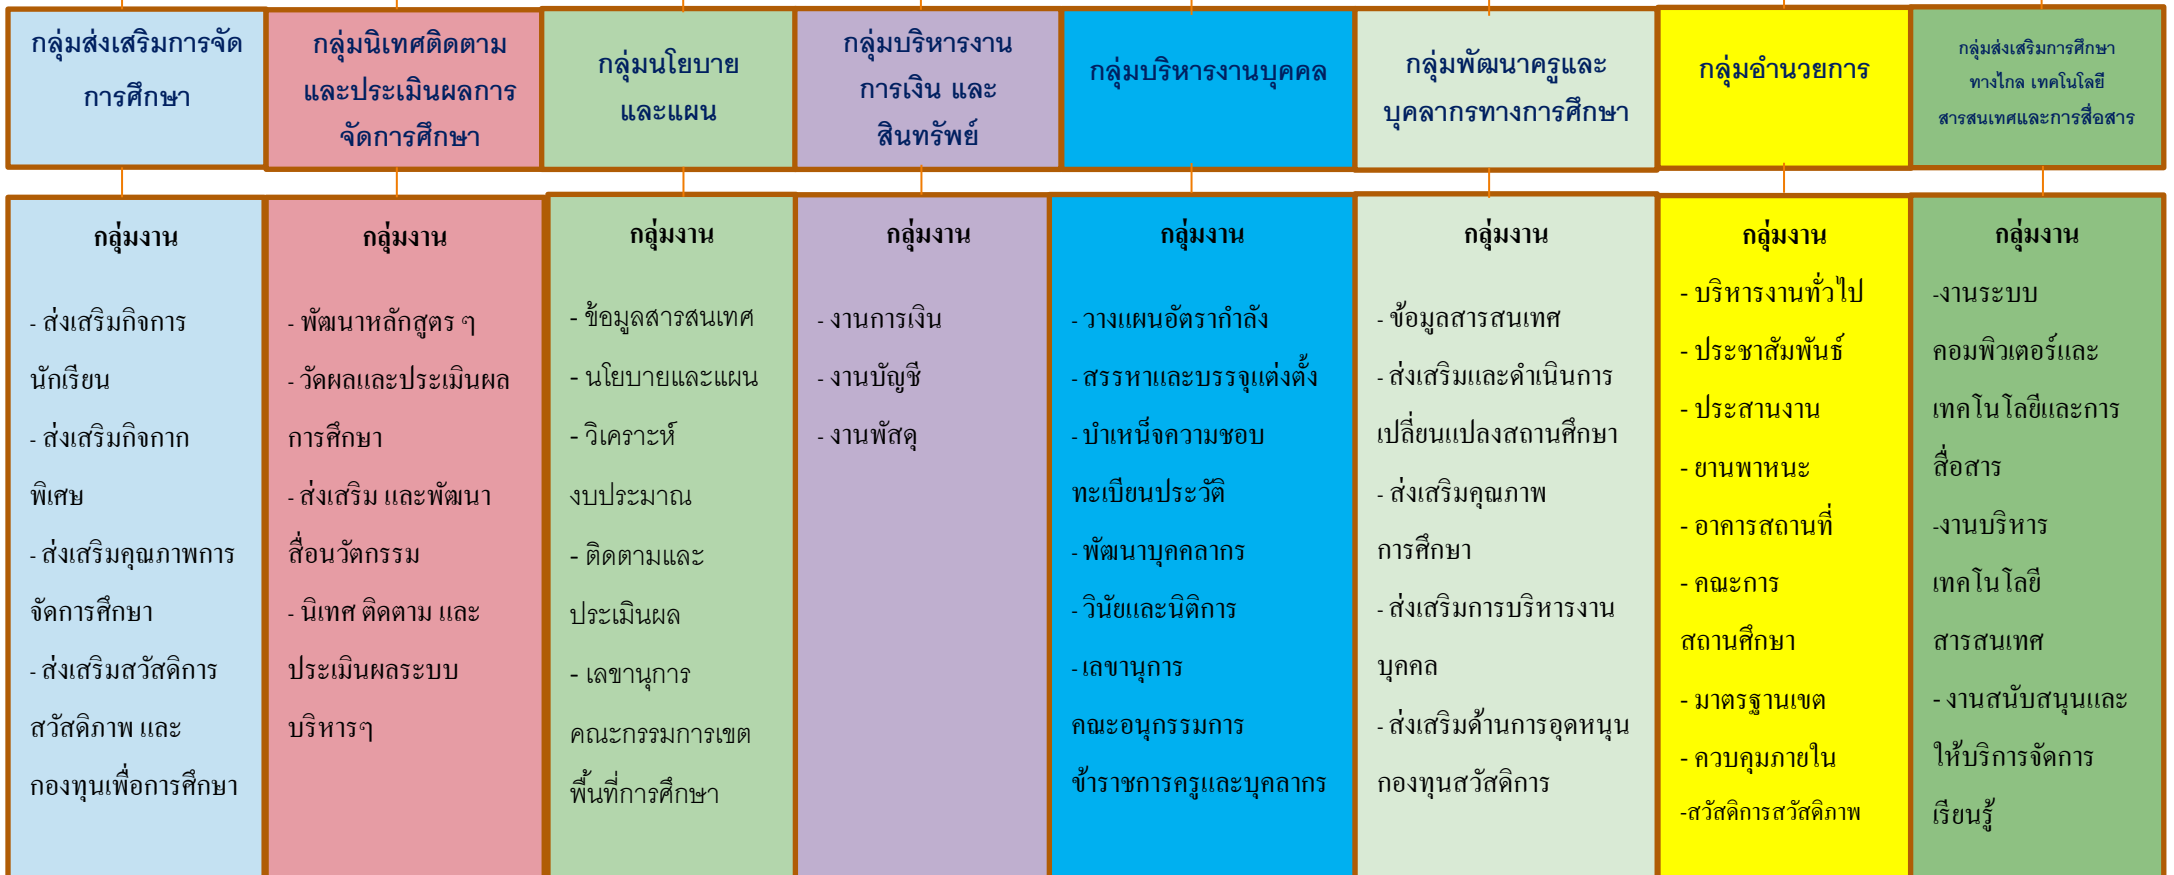 กลุ่มส่งเสริมการจัด
การศึกษา
กลุ่มนิเทศติดตาม
และประเมินผลการ
จัดการศึกษา
กลุ่มนโยบาย
และแผน
กลุ่มบริหารงาน
การเงิน และ
สินทรัพย์
กลุ่มบริหารงานบุคคล
กลุ่มพัฒนาครูและ
บุคลากรทางการศึกษา
กลุ่มอำนวยการ
กลุ่มส่งเสริมการศึกษา
ทางไกล เทคโนโลยี
สารสนเทศและการสื่อสาร
กลุ่มงาน
- ส่งเสริมกิจการ
นักเรียน
- ส่งเสริมกิจกาก
พิเศษ
- ส่งเสริมคุณภาพการ
จัดการศึกษา
- ส่งเสริมสวัสดิการ
สวัสดิภาพ และ
กองทุนเพื่อการศึกษา
กลุ่มงาน
- พัฒนาหลักสูตร ๆ
- วัดผลและประเมินผล
การศึกษา
- ส่งเสริม และพัฒนา
สื่อนวัตกรรม
- นิเทศ ติดตาม และ
ประเมินผลระบบ
บริหารๆ
กลุ่มงาน
- ข้อมูลสารสนเทศ
- นโยบายและแผน
- วิเคราะห์
งบประมาณ
- ติดตามและ
ประเมินผล
- เลขานุการ
คณะกรรมการเขต
พื้นที่การศึกษา
กลุ่มงาน
- งานการเงิน
- งานบัญชี
- งานพัสดุ
กลุ่มงาน
- วางแผนอัตรากำลัง
- สรรหาและบรรจุแต่งตั้ง
- บำเหน็จความชอบ
ทะเบียนประวัติ
- พัฒนาบุคคลากร
- วินัยและนิติการ
- เลขานุการ
คณะอนุกรรมการ
ข้าราชการครูและบุคลากร
กลุ่มงาน
- ข้อมูลสารสนเทศ
- ส่งเสริมและดำเนินการ
เปลี่ยนแปลงสถานศึกษา
- ส่งเสริมคุณภาพ
การศึกษา
- ส่งเสริมการบริหารงาน
บุคคล
- ส่งเสริมด้านการอุดหนุน
กองทุนสวัสดิการ
กลุ่มงาน
- บริหารงานทั่วไป
- ประชาสัมพันธ์
- ประสานงาน
- ยานพาหนะ
- อาคารสถานที่
- คณะการ
สถานศึกษา
- มาตรฐานเขต
- ควบคุมภายใน
-สวัสดิการสวัสดิภาพ
กลุ่มงาน
-งานระบบ
คอมพิวเตอร์และ
เทคโนโลยีและการ
สื่อสาร
-งานบริหาร
เทคโนโลยี
สารสนเทศ
- งานสนับสนุนและ
ให้บริการจัดการ
เรียนรู้